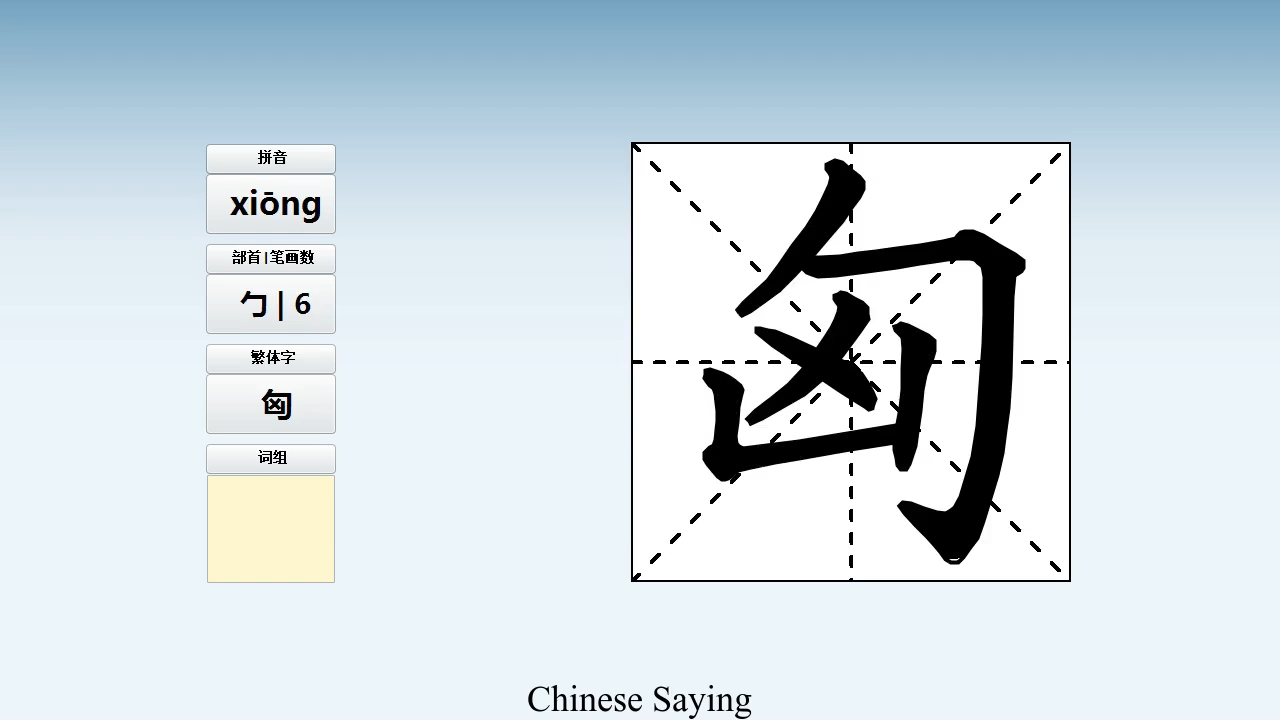 拼音
xiōng
部首|笔画数
勹 | 6
繁体字
匈
词组
匈
Chinese Saying